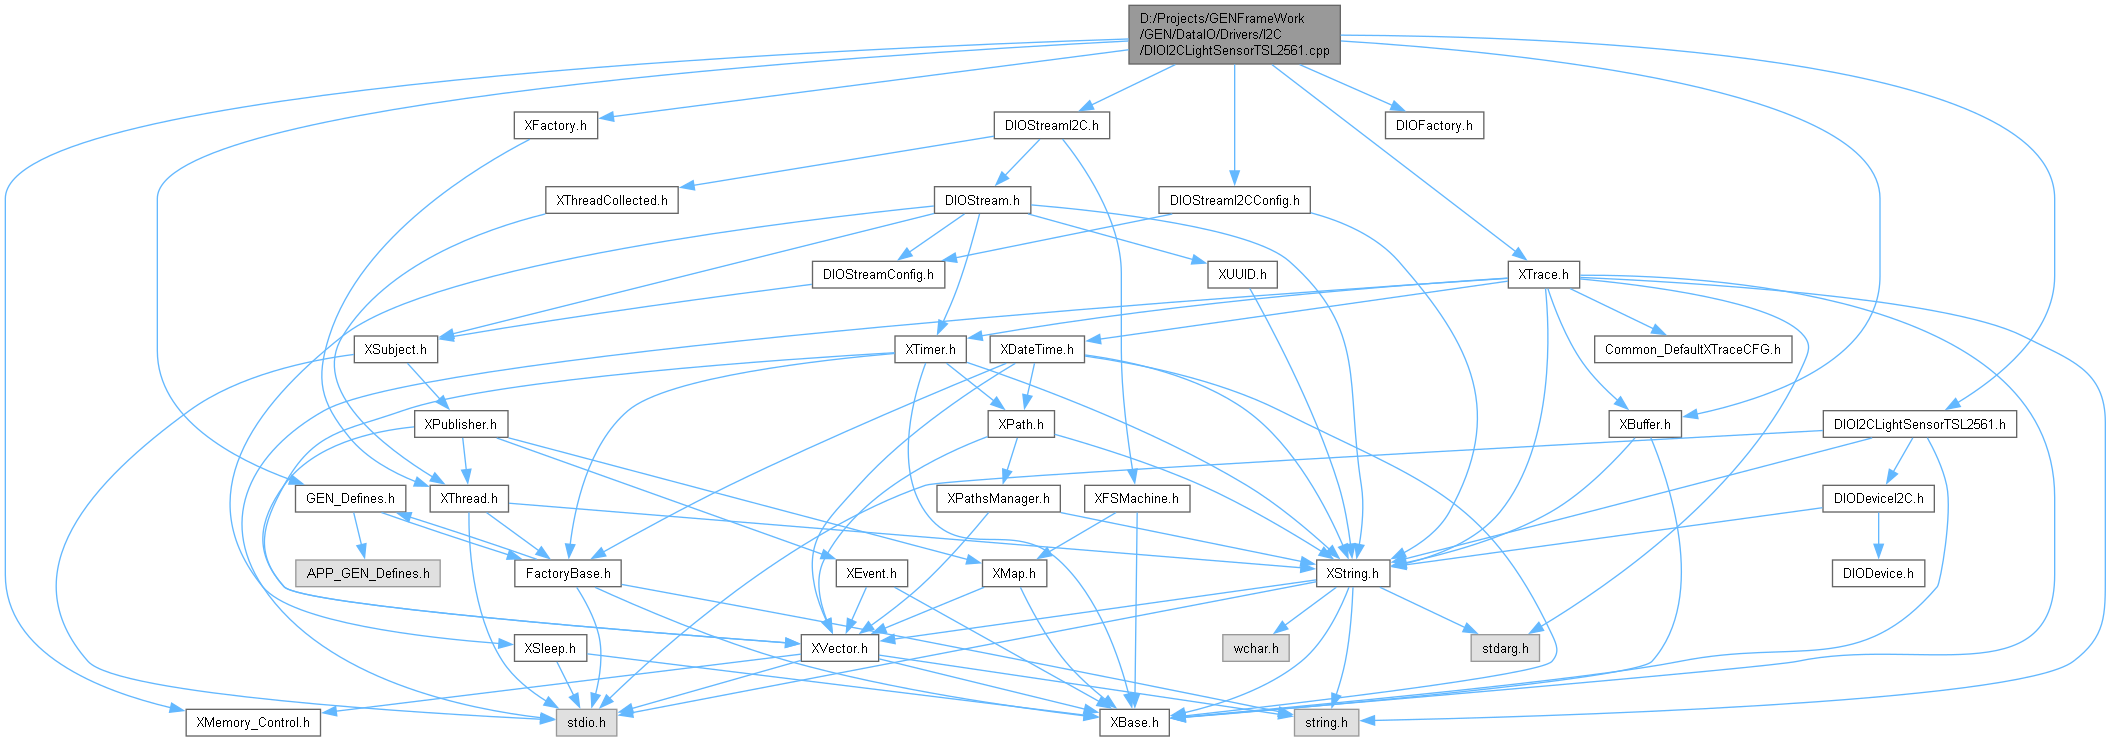 D:/Projects/GENFrameWork
/GEN/DataIO/Drivers/I2C
/DIOI2CLightSensorTSL2561.cpp
XFactory.h
DIOStreamI2C.h
DIOFactory.h
XThreadCollected.h
DIOStream.h
DIOStreamI2CConfig.h
DIOStreamConfig.h
XUUID.h
XTrace.h
XSubject.h
XTimer.h
XDateTime.h
Common_DefaultXTraceCFG.h
XPublisher.h
XPath.h
XBuffer.h
DIOI2CLightSensorTSL2561.h
GEN_Defines.h
XThread.h
XPathsManager.h
XFSMachine.h
DIODeviceI2C.h
APP_GEN_Defines.h
FactoryBase.h
XEvent.h
XMap.h
XString.h
DIODevice.h
XSleep.h
XVector.h
wchar.h
stdarg.h
XMemory_Control.h
stdio.h
XBase.h
string.h